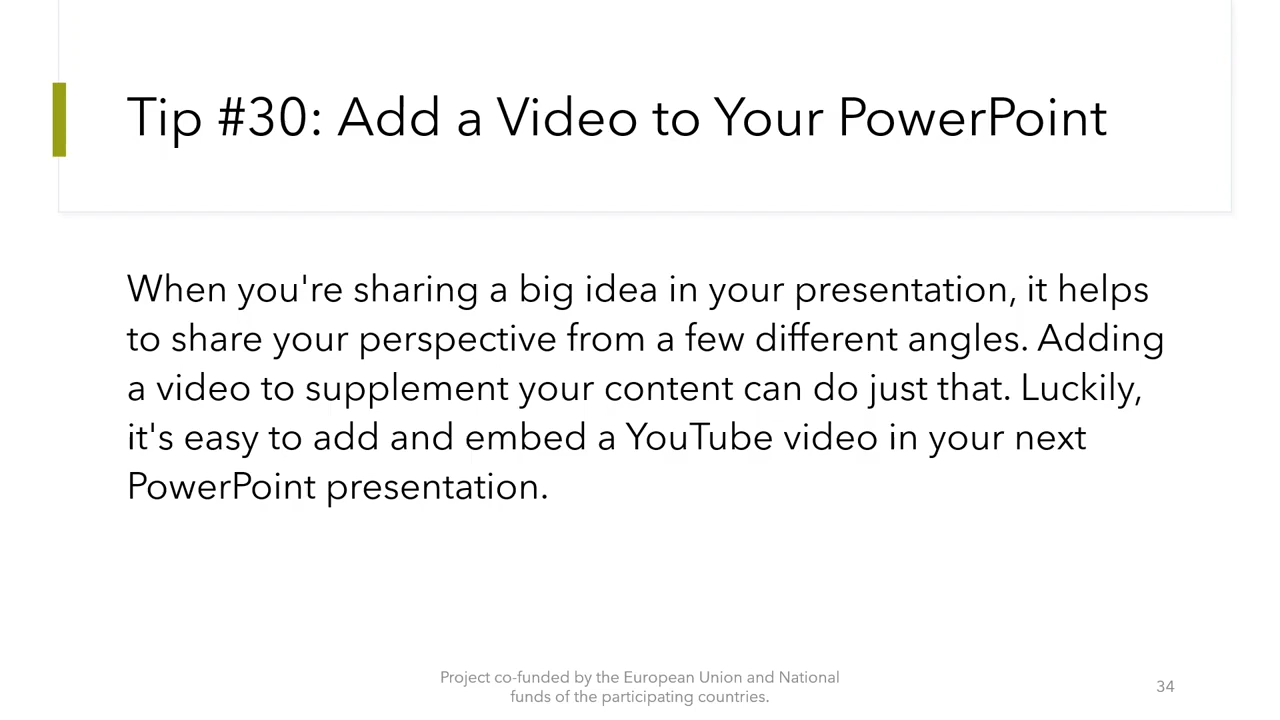 Tip #30: Add a Video to Your PowerPoint
When you're sharing a big idea in your presentation, it helps
to share your perspective from a few different angles. Adding
a video to supplement your content can do just that. Luckily,
it's easy to add and embed a YouTube video in your next
PowerPoint presentation.
Project co-funded by the European Union and National
funds of the participating countries.
34